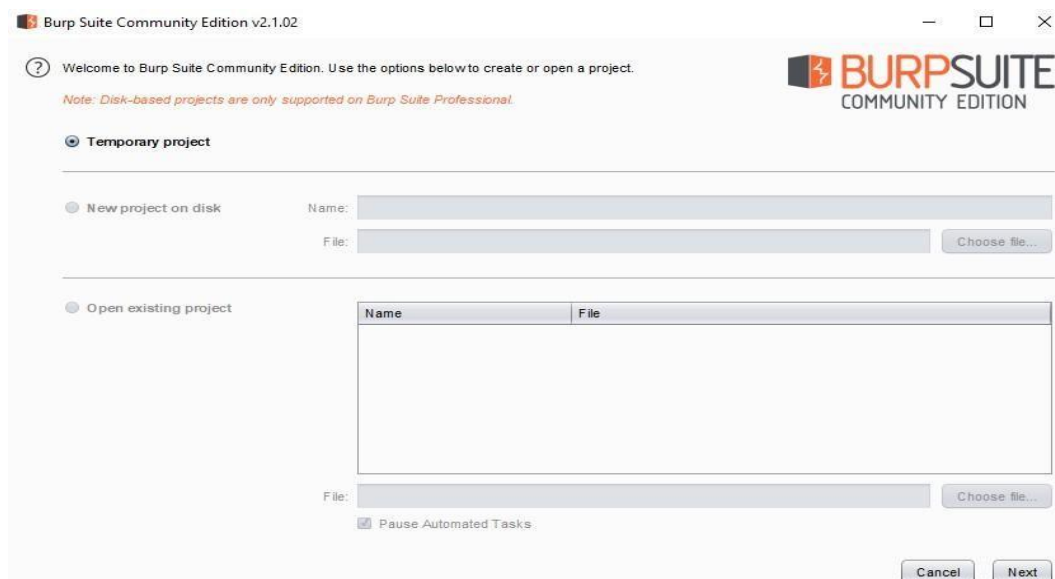 Burp Suite Community Edition v2.1.02
? Welcome to Burp Suite Community Edition. Use the options below to create or open a project.
Note: Disk-based projects are only supported on Burp Suite Professional.
BURPSUITE
COMMUNITY EDITION
Temporary project
New project on disk Name:
File: Choose file...
Open existing project
Name File
File: Choose file...
Pause Automated Tasks
Cancel Next